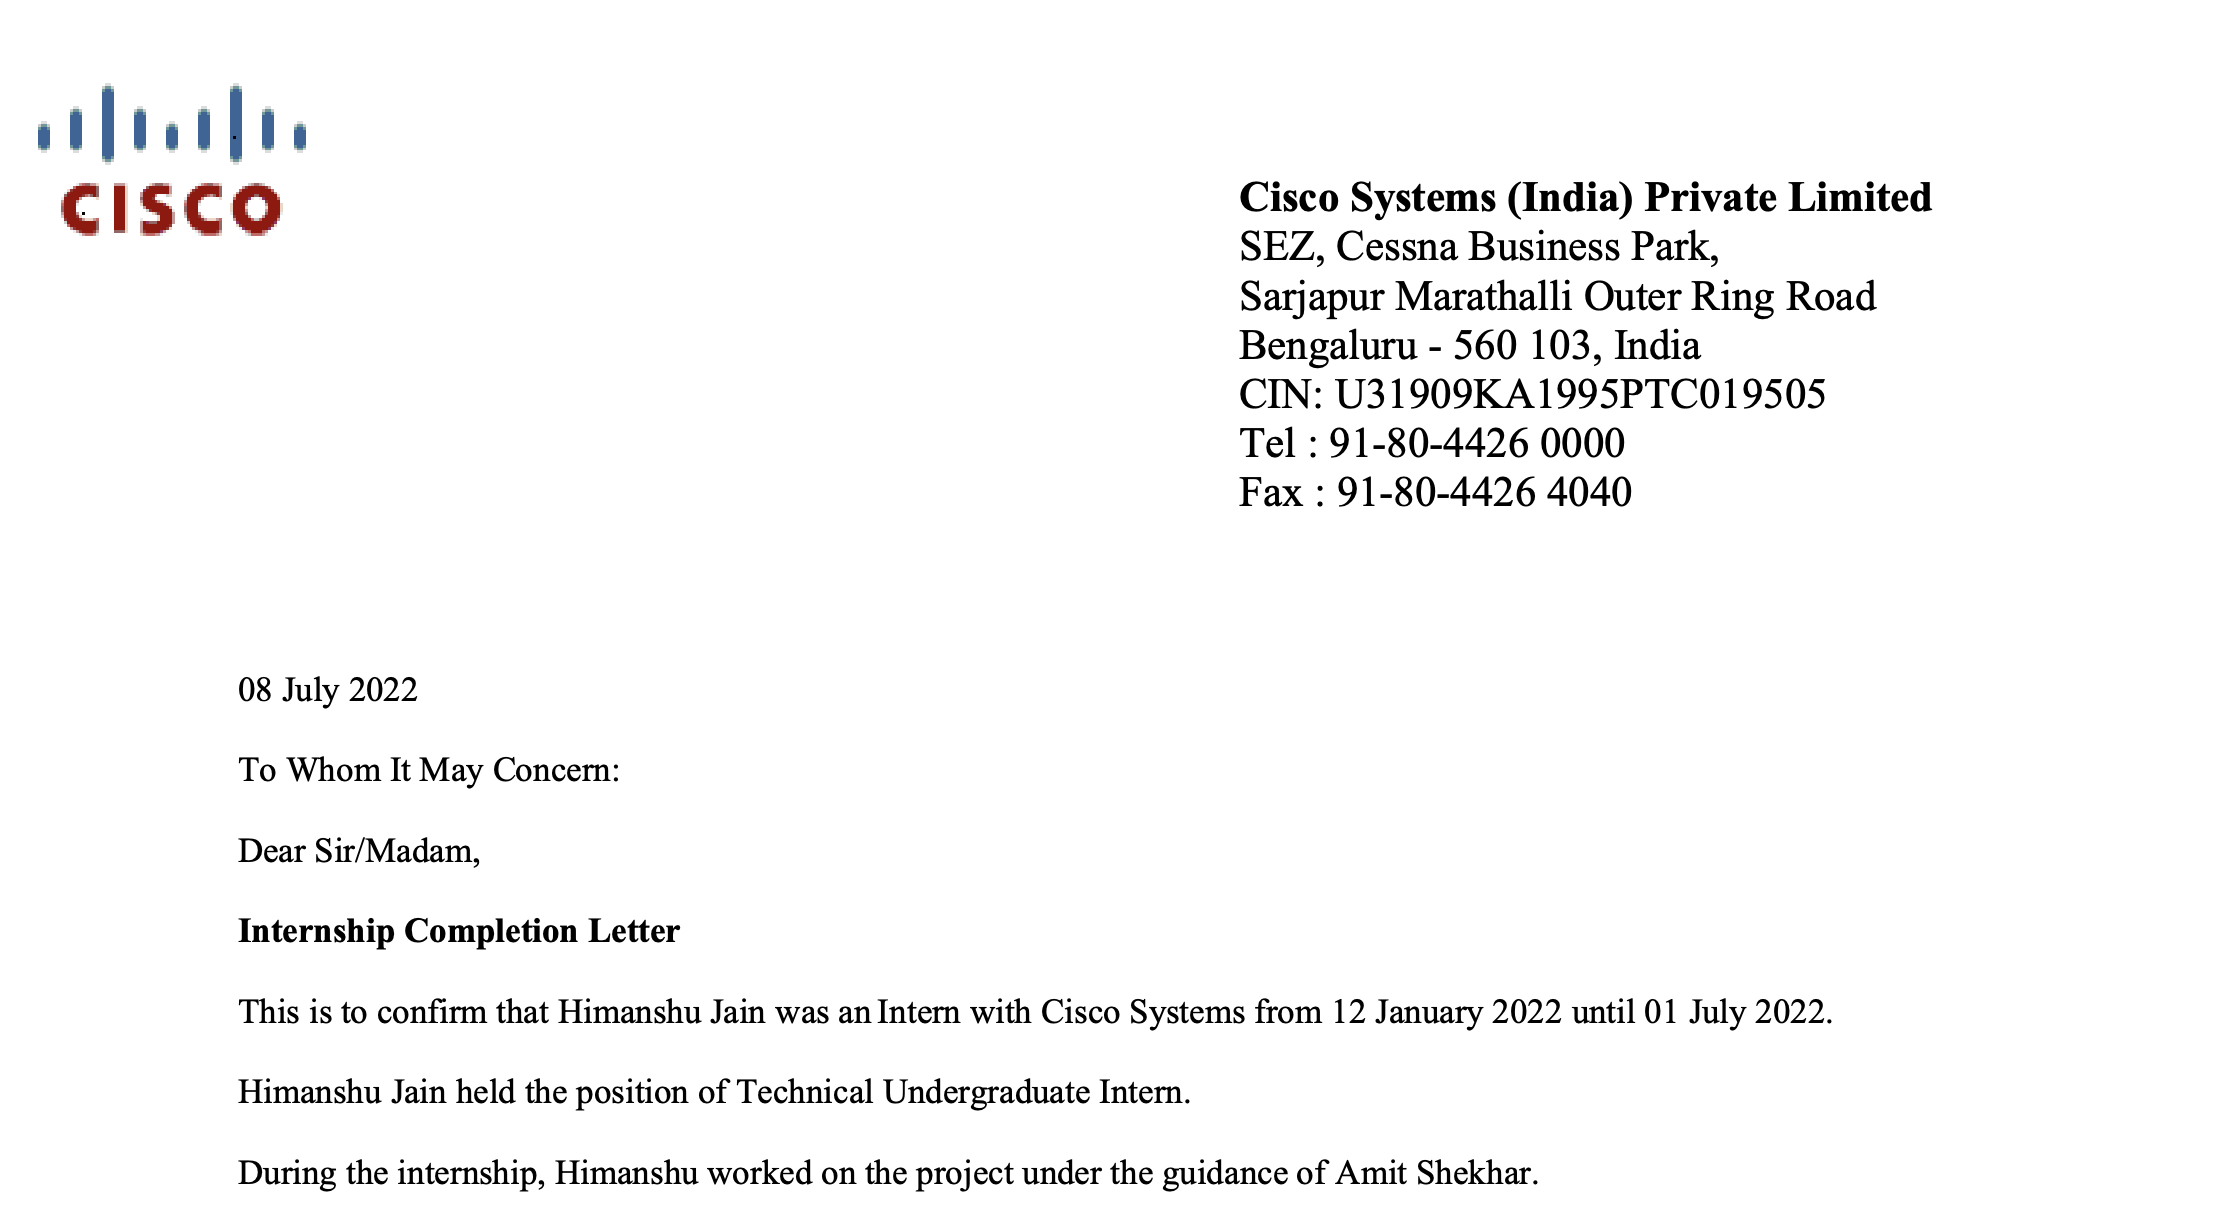 CISCO
Cisco Systems (India) Private Limited
SEZ, Cessna Business Park,
Sarjapur Marathalli Outer Ring Road
Bengaluru - 560 103, India
CIN: U31909KA1995PTC019505
Tel : 91-80-4426 0000
Fax : 91-80-4426 4040
08 July 2022
To Whom It May Concern:
Dear Sir/Madam,
Internship Completion Letter
This is to confirm that Himanshu Jain was an Intern with Cisco Systems from 12 January 2022 until 01 July 2022.
Himanshu Jain held the position of Technical Undergraduate Intern.
During the internship, Himanshu worked on the project under the guidance of Amit Shekhar.